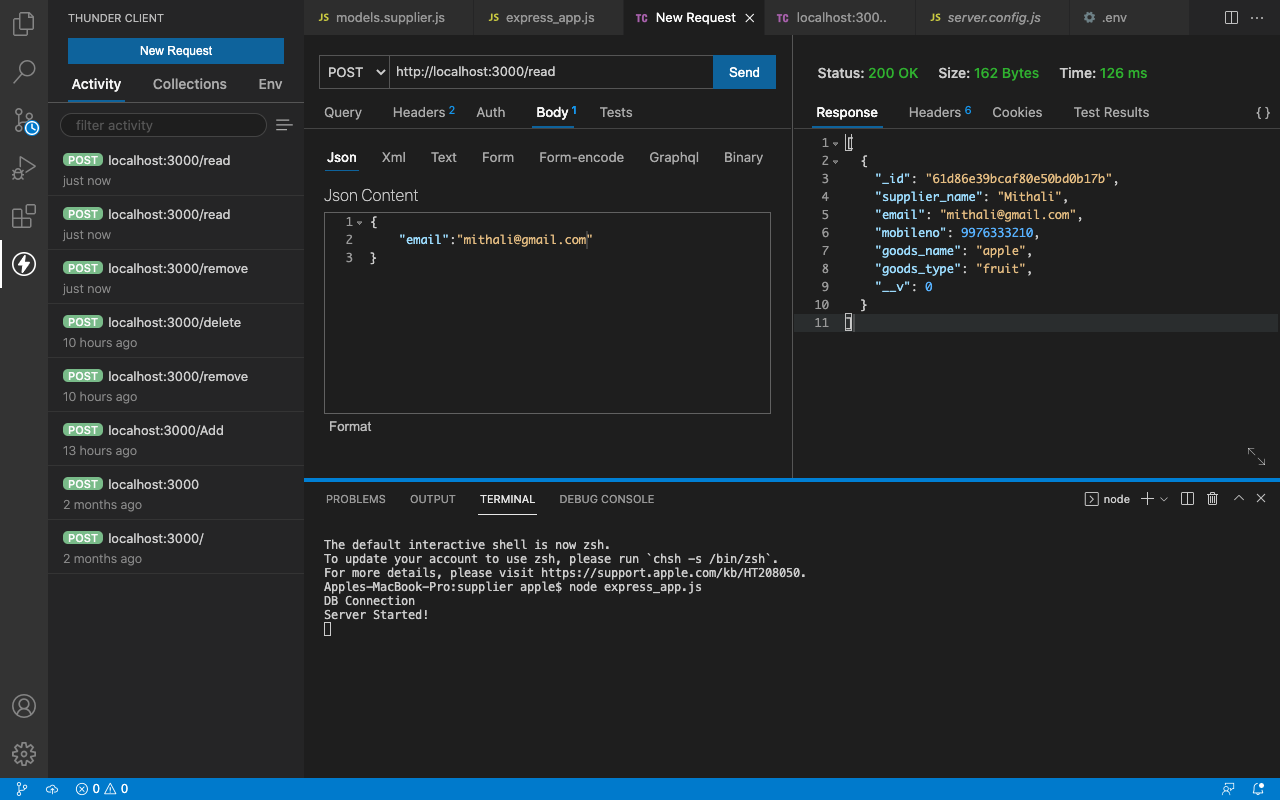 THUNDER CLIENT
New Request
Activity Collections Env
filter activity
POST localhost:3000/read
just now
POST localhost:3000/read
just now
POST localhost:3000/remove
just now
POST localhost:3000/delete
10 hours ago
POST localhost:3000/remove
10 hours ago
POST locahost:3000/Add
13 hours ago
POST localhost:3000
2 months ago
POST localhost:3000/
2 months ago
JS models.supplier.js JS express_app.js TC New Request TC localhost:300.. JS server.config.js .env
POST http://localhost:3000/read Send
Query Headers 2 Auth Body 1 Tests
Json Xml Text Form Form-encode Graphql Binary
Json Content
1 {
2 "email":"mithali@gmail.com"
3 }
Format
Status: 200 OK Size: 162 Bytes Time: 126 ms
Response Headers 6 Cookies Test Results { }
1 [
2 {
3 "_id": "61d86e39bcaf80e50bd0b17b",
4 "supplier_name": "Mithali",
5 "email": "mithali@gmail.com",
6 "mobileno": 9976333210,
7 "goods_name": "apple",
8 "goods_type": "fruit",
9 "__v": 0
10 }
11 ]
PROBLEMS OUTPUT TERMINAL DEBUG CONSOLE node
The default interactive shell is now zsh.
To update your account to use zsh, please run `chsh -s /bin/zsh`.
For more details, please visit https://support.apple.com/kb/HT208050.
Apples-MacBook-Pro:supplier apple$ node express_app.js
DB Connection
Server Started!
0 0